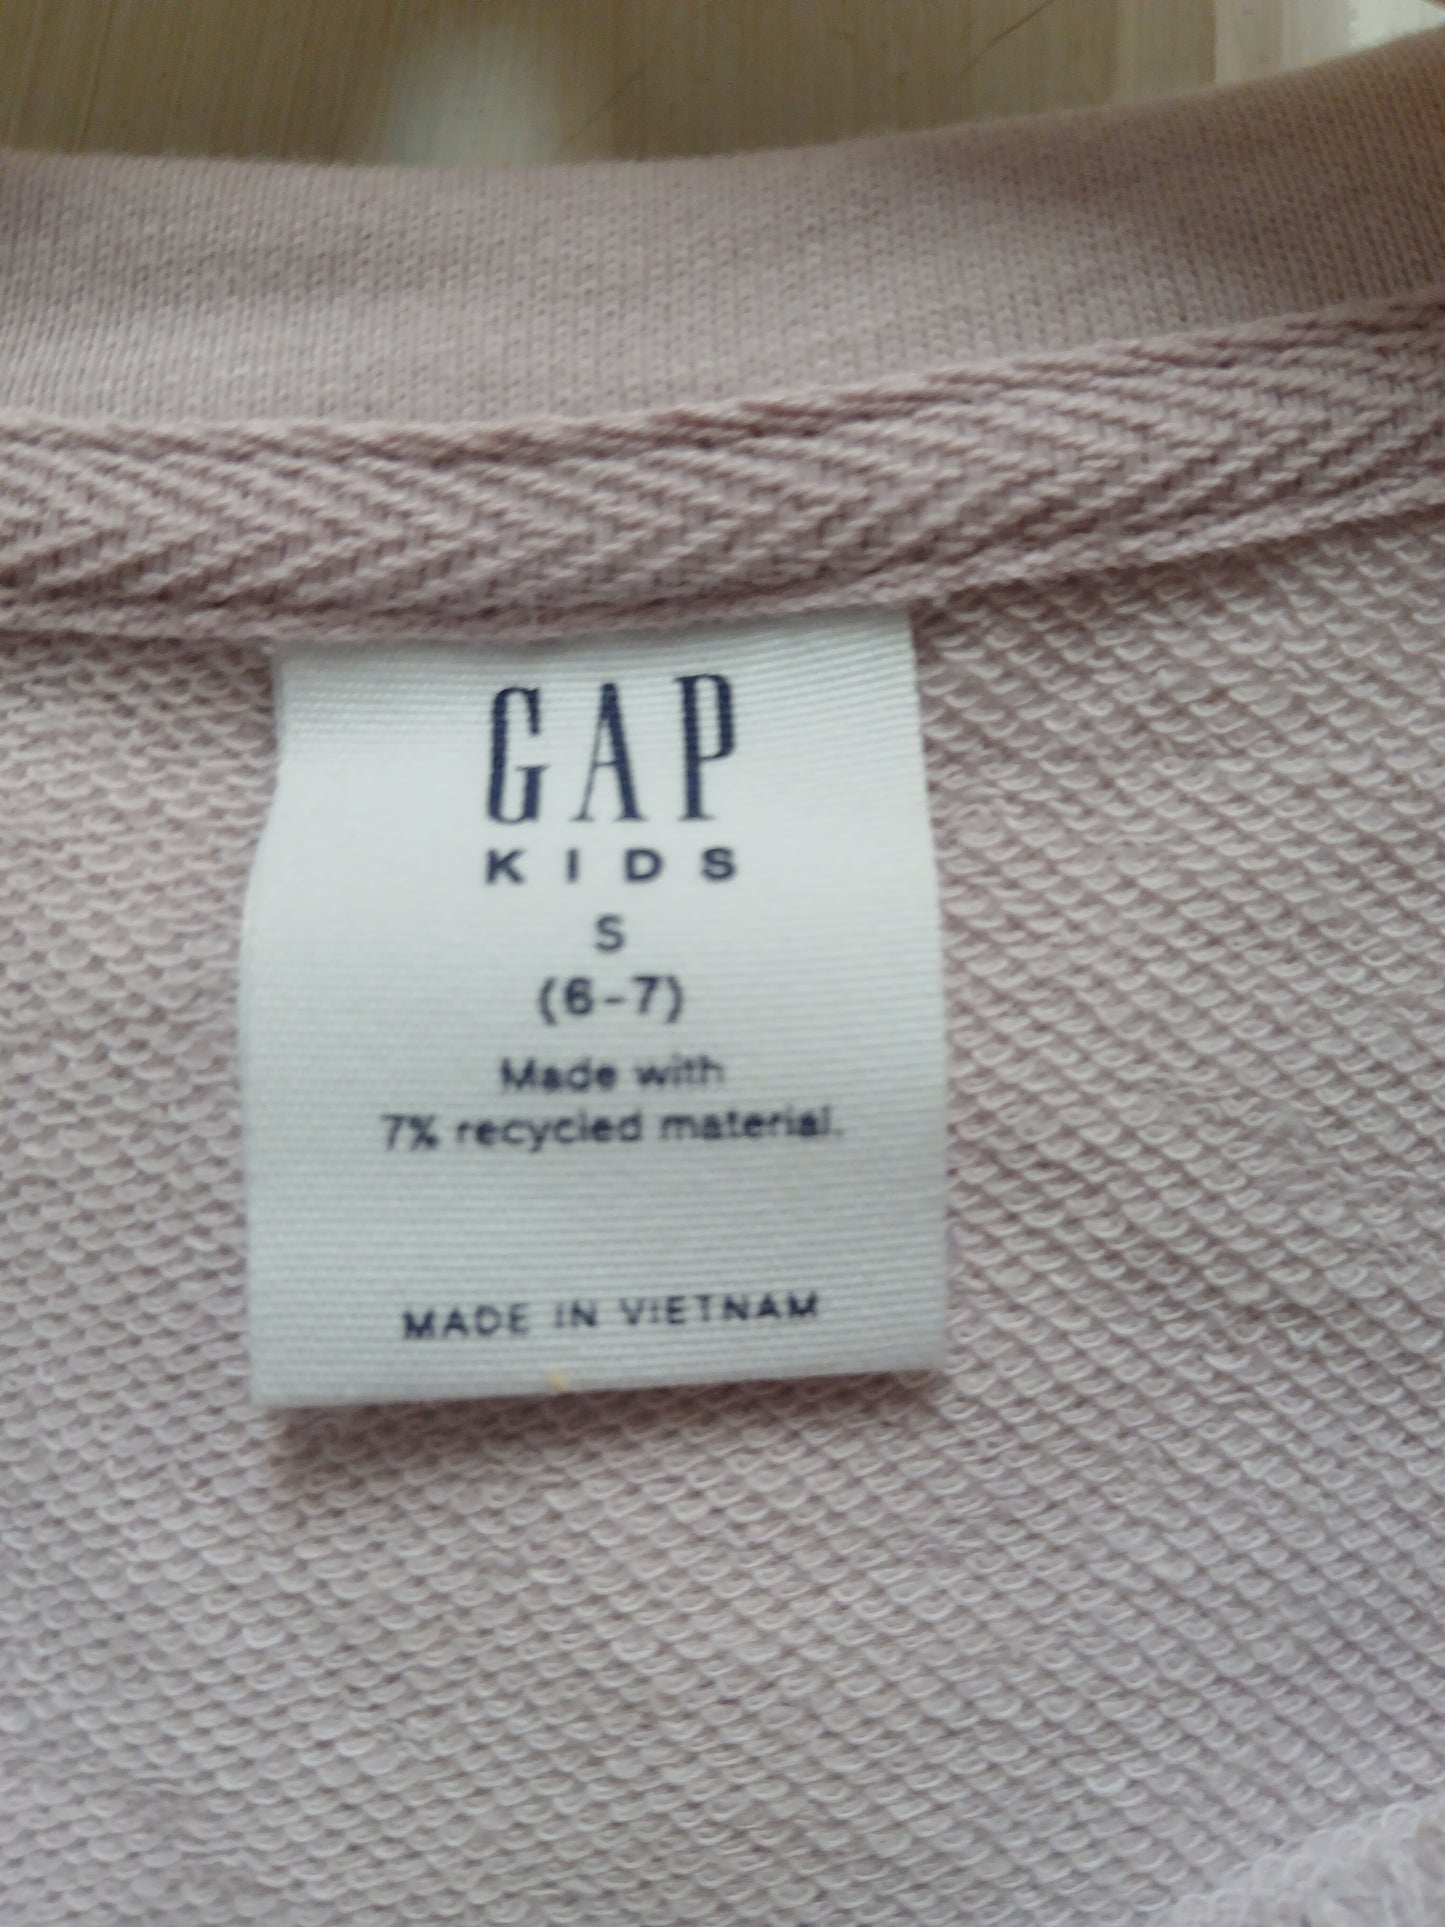 GAP
KIDS
S
(6-7)
Made with
7% recycled material.
MADE IN VIETNAM